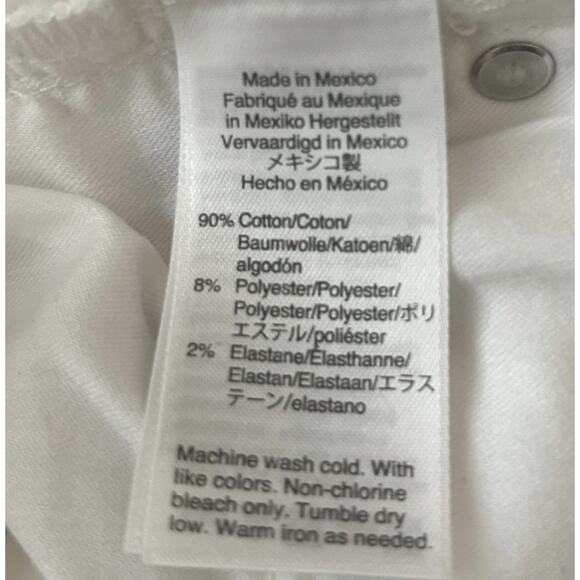 Made in Mexico
Fabriqué au Mexique
in Mexiko Hergestellt
Vervaardigd in Mexico
メキシコ製
Hecho en México
90% Cotton/Coton/
Baumwolle/Katoen/綿/
algodón
8% Polyester/Polyester/
Polyester/Polyester/ポリ
エステル/poliéster
2% Elastane/Élasthanne/
Elastan/Elastaan/エラス
テーン/elastano
Machine wash cold. With
like colors. Non-chlorine
bleach only. Tumble dry
low. Warm iron as needed.